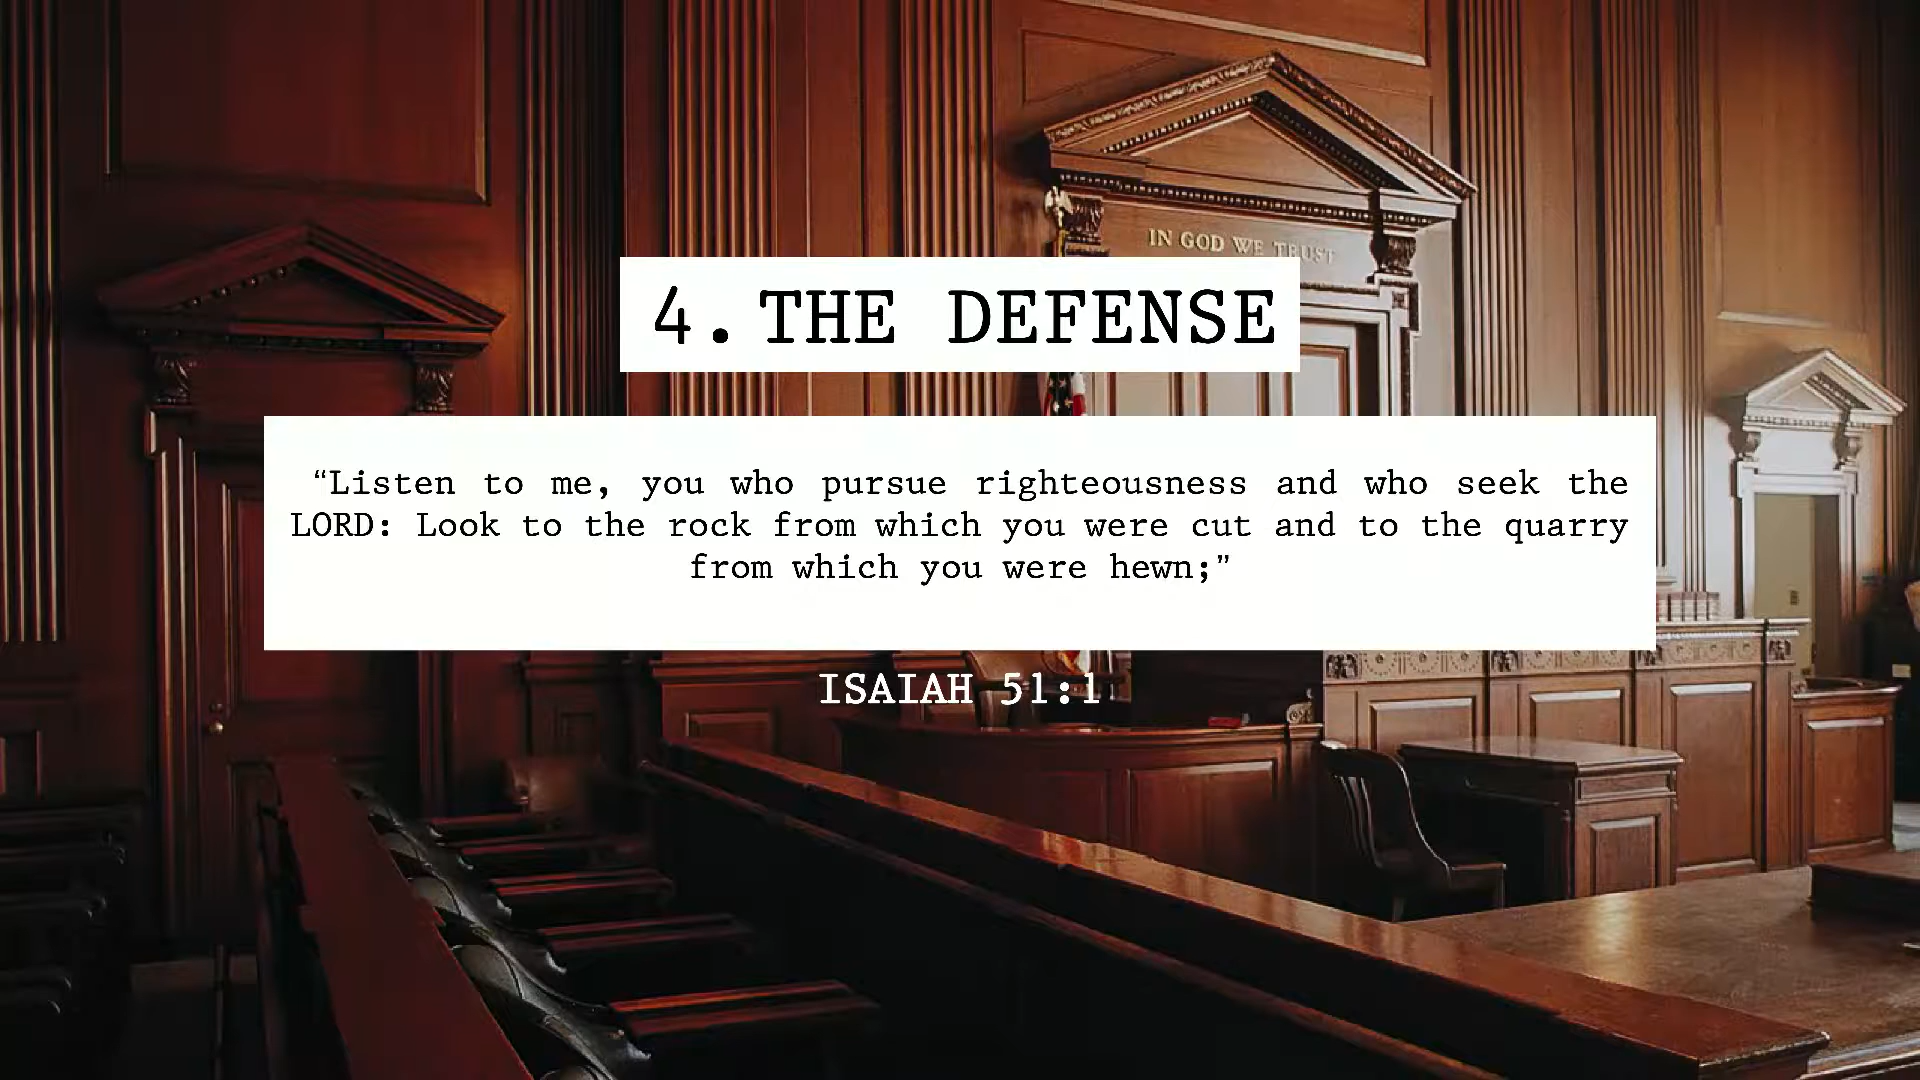 IN GOD WE TRUST
4. THE DEFENSE
“Listen to me, you who pursue righteousness and who seek the
LORD: Look to the rock from which you were cut and to the quarry
from which you were hewn;”
ISAIAH 51:1